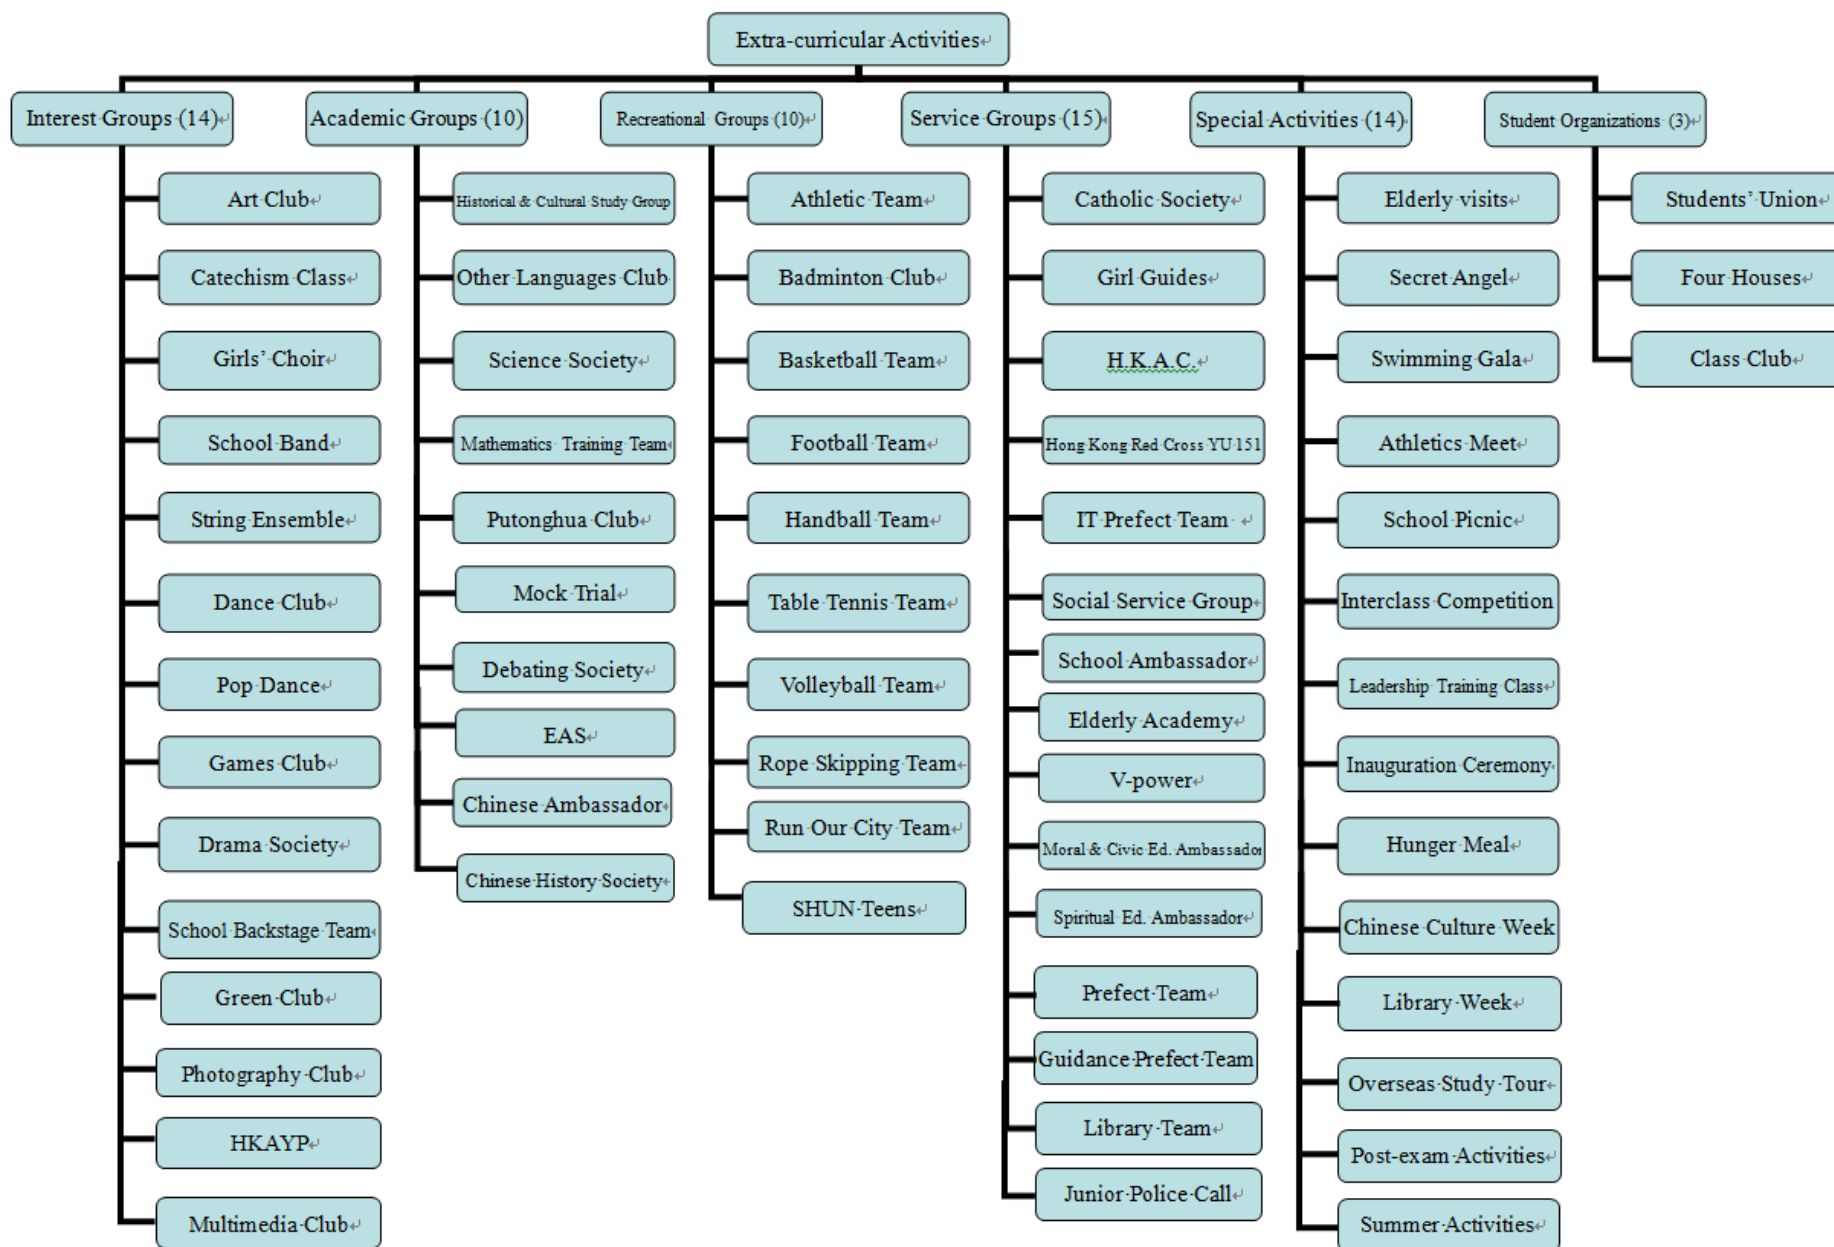 Extra-curricular Activities
Interest Groups (14)
Academic Groups (10)
Recreational Groups (10)
Service Groups (15)
Special Activities (14)
Student Organizations (3)
Art Club
Catechism Class
Girls’ Choir
School Band
String Ensemble
Dance Club
Pop Dance
Games Club
Drama Society
School Backstage Team
Green Club
Photography Club
HKAYP
Multimedia Club
Historical & Cultural Study Group
Other Languages Club
Science Society
Mathematics Training Team
Putonghua Club
Mock Trial
Debating Society
EAS
Chinese Ambassador
Chinese History Society
Athletic Team
Badminton Club
Basketball Team
Football Team
Handball Team
Table Tennis Team
Volleyball Team
Rope Skipping Team
Run Our City Team
SHUN Teens
Catholic Society
Girl Guides
H.K.A.C.
Hong Kong Red Cross YU 151
IT Prefect Team
Social Service Group
School Ambassador
Elderly Academy
V-power
Moral & Civic Ed. Ambassador
Spiritual Ed. Ambassador
Prefect Team
Guidance Prefect Team
Library Team
Junior Police Call
Elderly visits
Secret Angel
Swimming Gala
Athletics Meet
School Picnic
Interclass Competition
Leadership Training Class
Inauguration Ceremony
Hunger Meal
Chinese Culture Week
Library Week
Overseas Study Tour
Post-exam Activities
Summer Activities
Students’ Union
Four Houses
Class Club